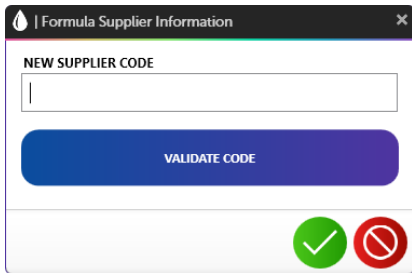 | Formula Supplier Information
NEW SUPPLIER CODE
VALIDATE CODE